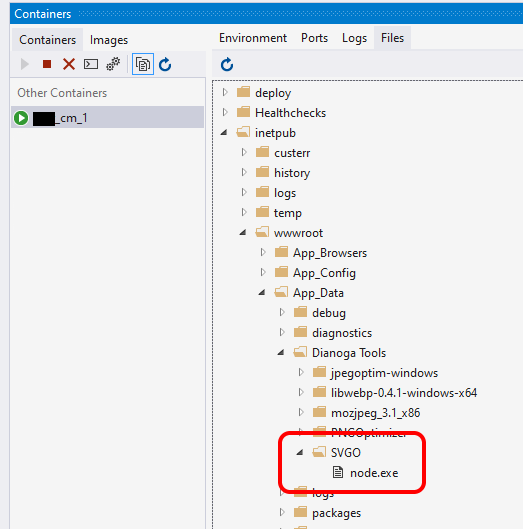 Containers
Containers Images
Other Containers
_cm_1
Environment Ports Logs Files
deploy
Healthchecks
inetpub
custerr
history
logs
temp
wwwroot
App_Browsers
App_Config
App_Data
debug
diagnostics
Dianoga Tools
jpegoptim-windows
libwebp-0.4.1-windows-x64
mozjpeg_3.1_x86
PNGOptimizer
SVGO
node.exe
logs
packages